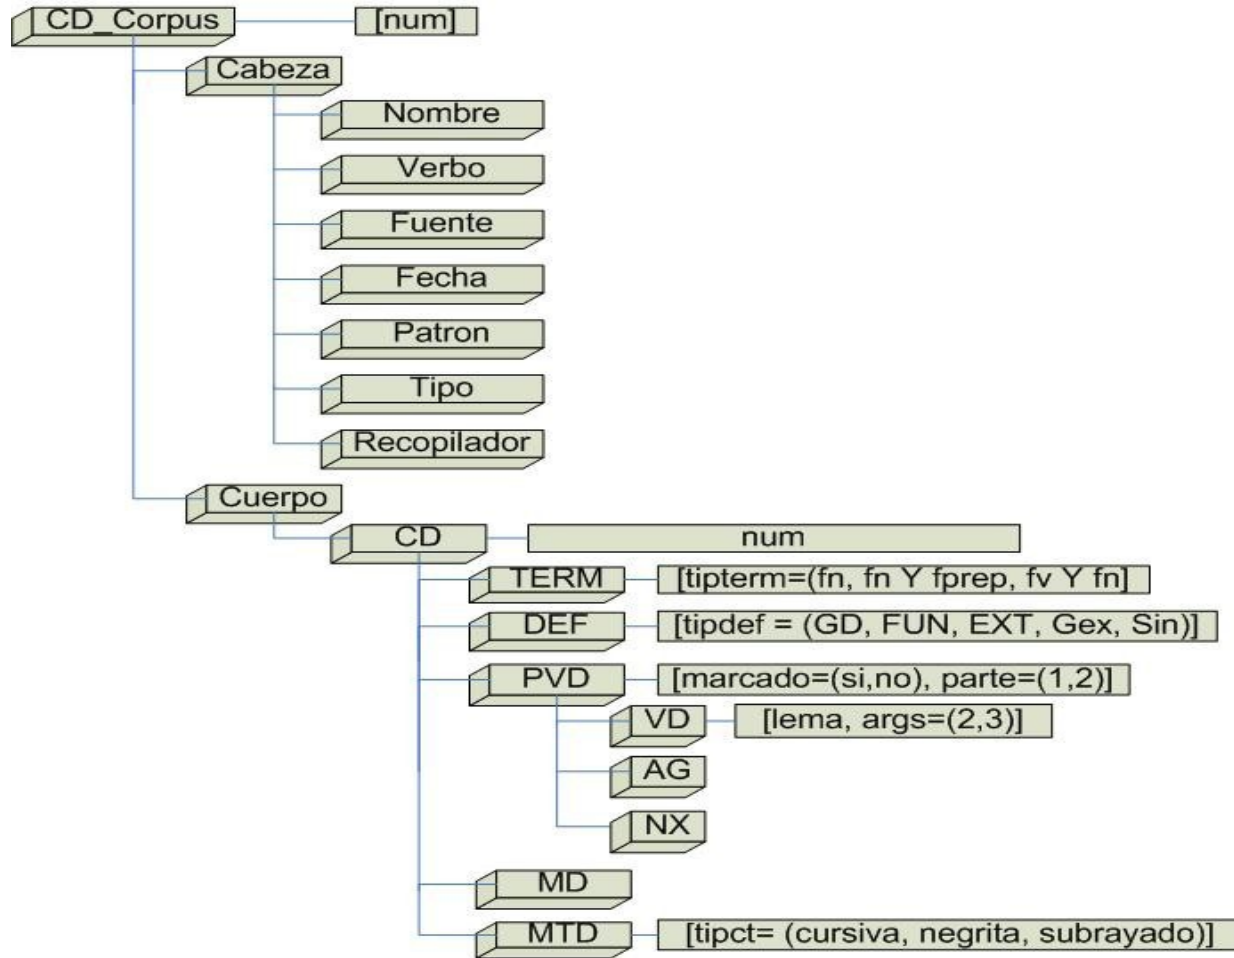 CD_Corpus [num]
Cabeza
Nombre
Verbo
Fuente
Fecha
Patron
Tipo
Recopilador
Cuerpo
CD num
TERM [tipterm=(fn, fn Y fprep, fv Y fn]
DEF [tipdef = (GD, FUN, EXT, Gex, Sin)]
PVD [marcado=(si,no), parte=(1,2)]
VD [lema, args=(2,3)]
AG
NX
MD
MTD [tipct= (cursiva, negrita, subrayado)]